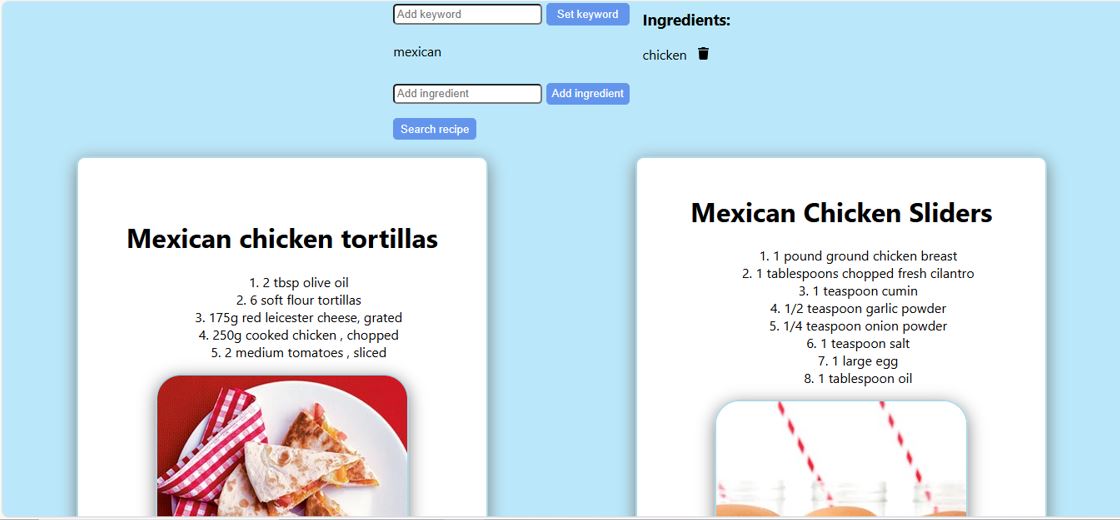 Add keyword
Set keyword
mexican
Add ingredient
Add ingredient
Search recipe
Ingredients:
chicken
Mexican chicken tortillas
1. 2 tbsp olive oil
2. 6 soft flour tortillas
3. 175g red leicester cheese, grated
4. 250g cooked chicken , chopped
5. 2 medium tomatoes , sliced
Mexican Chicken Sliders
1. 1 pound ground chicken breast
2. 1 tablespoons chopped fresh cilantro
3. 1 teaspoon cumin
4. 1/2 teaspoon garlic powder
5. 1/4 teaspoon onion powder
6. 1 teaspoon salt
7. 1 large egg
8. 1 tablespoon oil